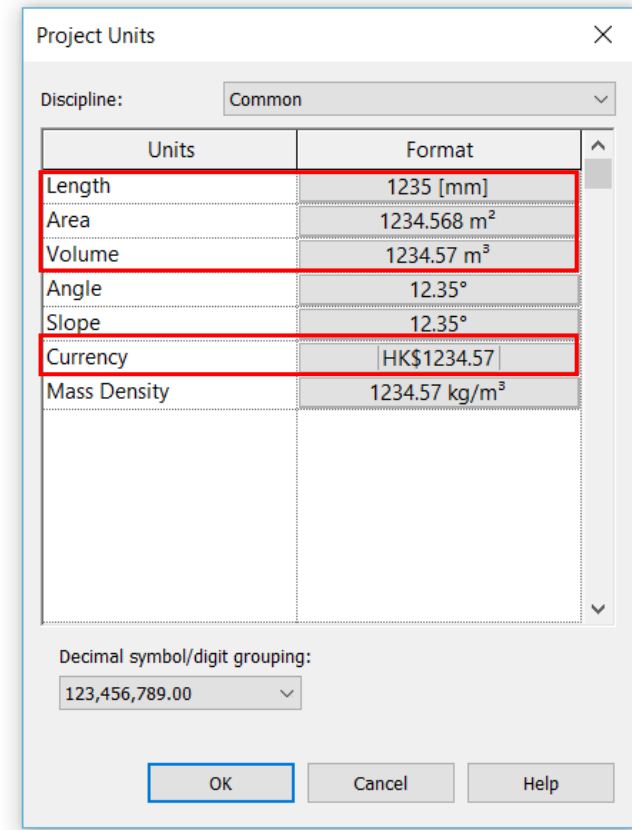 Project Units
Discipline: Common
Units Format
Length 1235 [mm]
Area 1234.568 m²
Volume 1234.57 m³
Angle 12.35°
Slope 12.35°
Currency HK$1234.57
Mass Density 1234.57 kg/m³
Decimal symbol/digit grouping:
123,456,789.00
OK Cancel Help